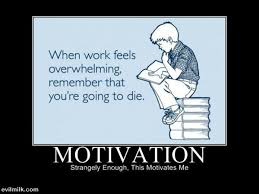 When work feels
overwhelming,
remember that
you're going to die.
MOTIVATION
Strangely Enough, This Motivates Me
evilmilk.com